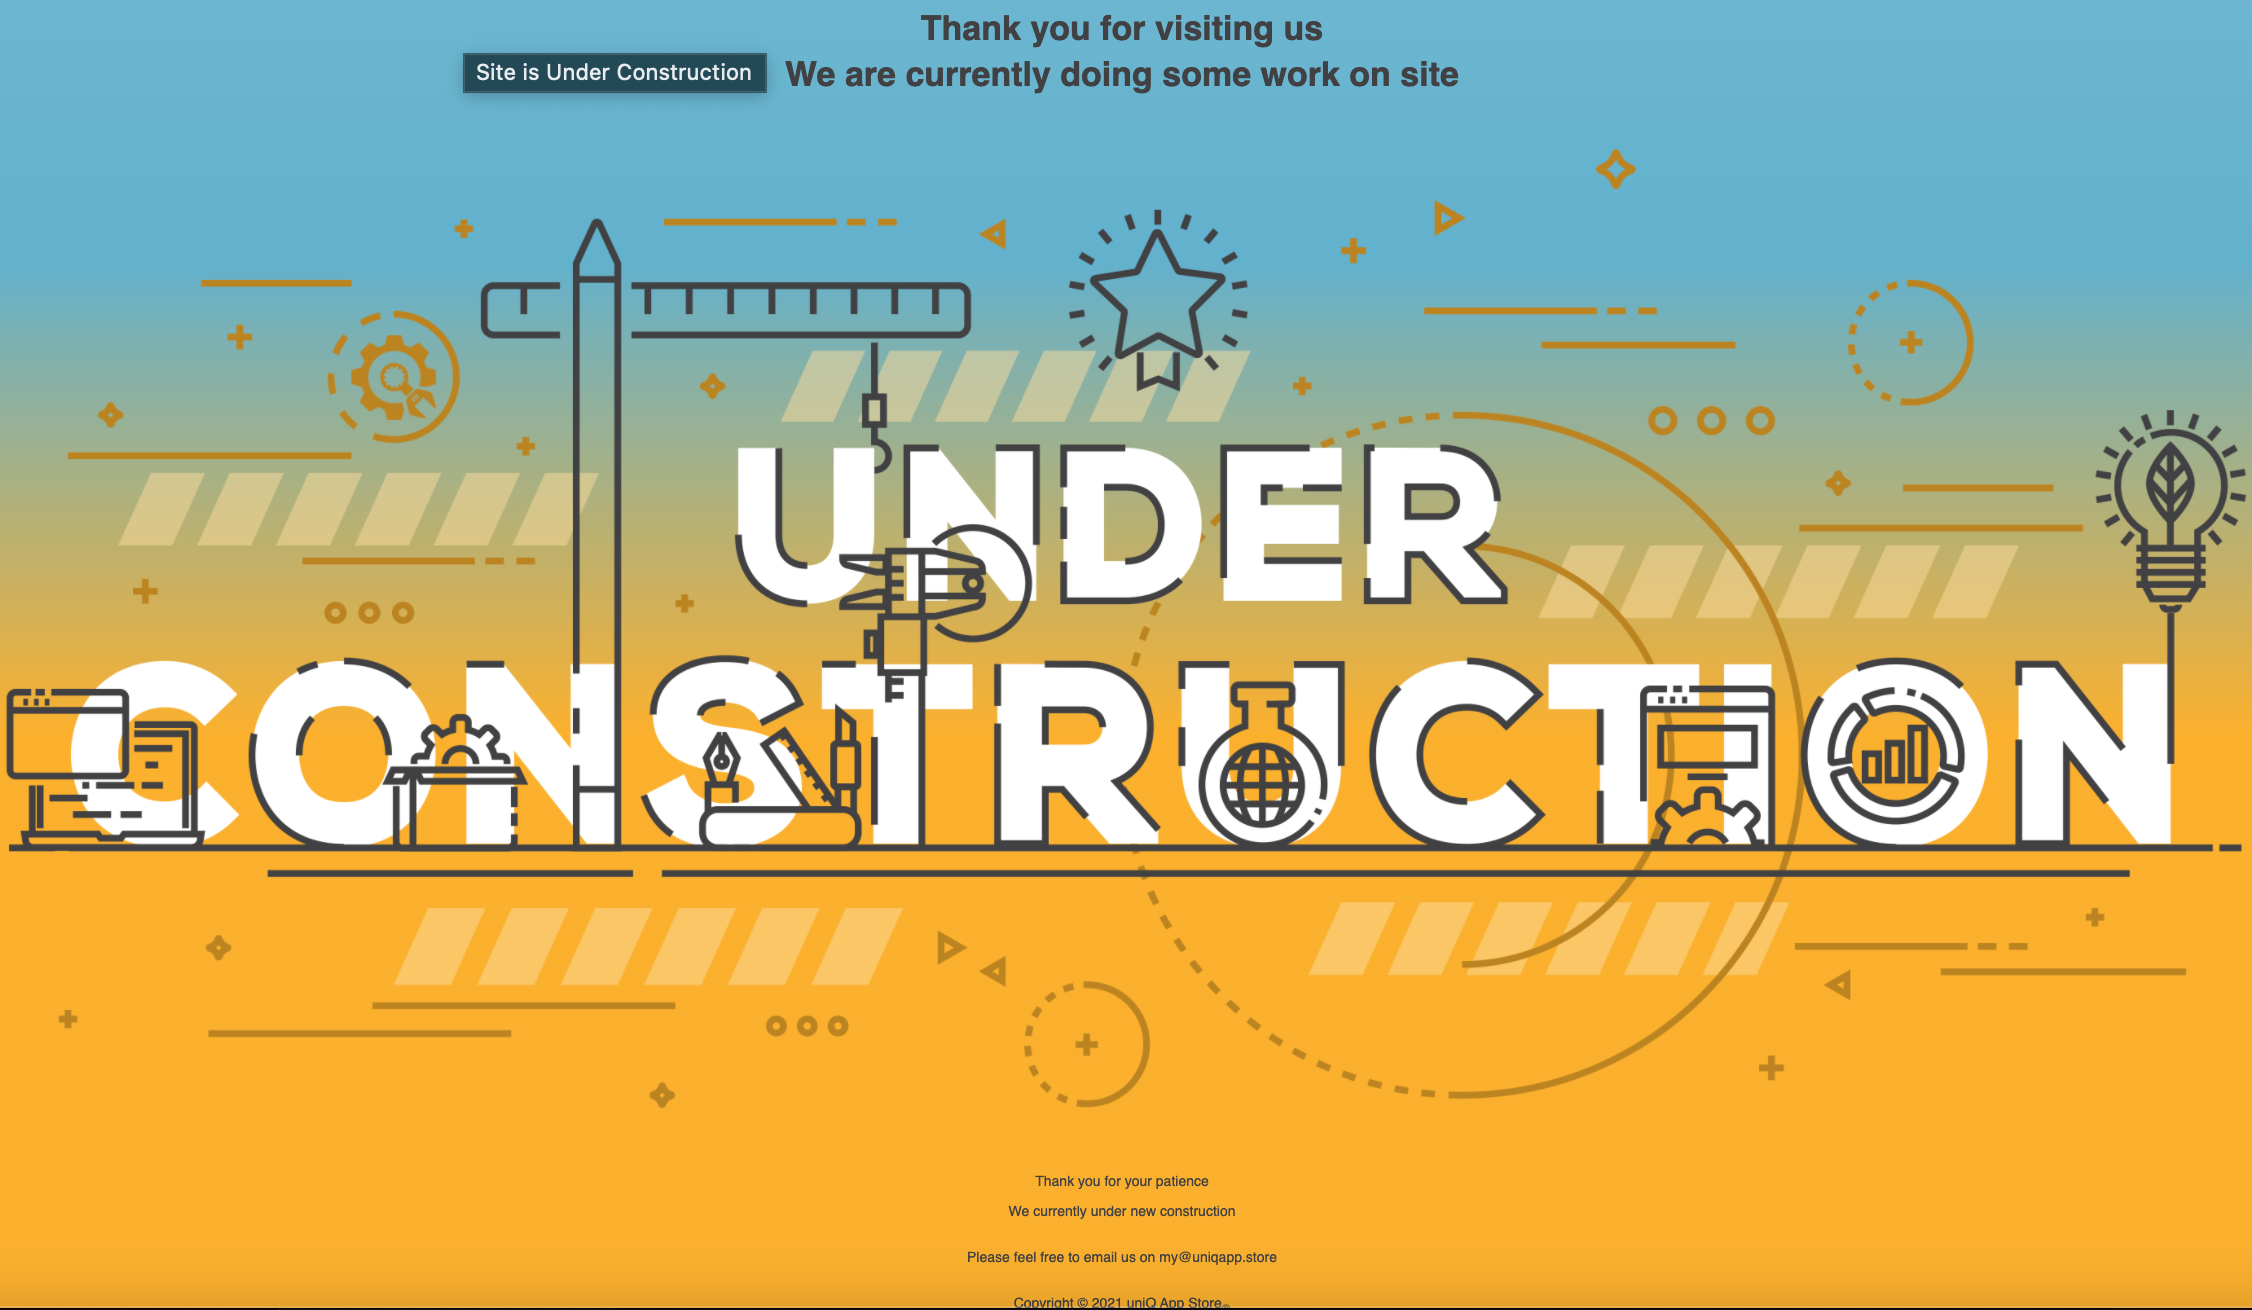 Thank you for visiting us
Site is Under Construction
We are currently doing some work on site
UNDER
CONSTRUCTION
Thank you for your patience
We currently under new construction
Please feel free to email us on my@uniqapp.store
Copyright © 2021 uniQ App Store®